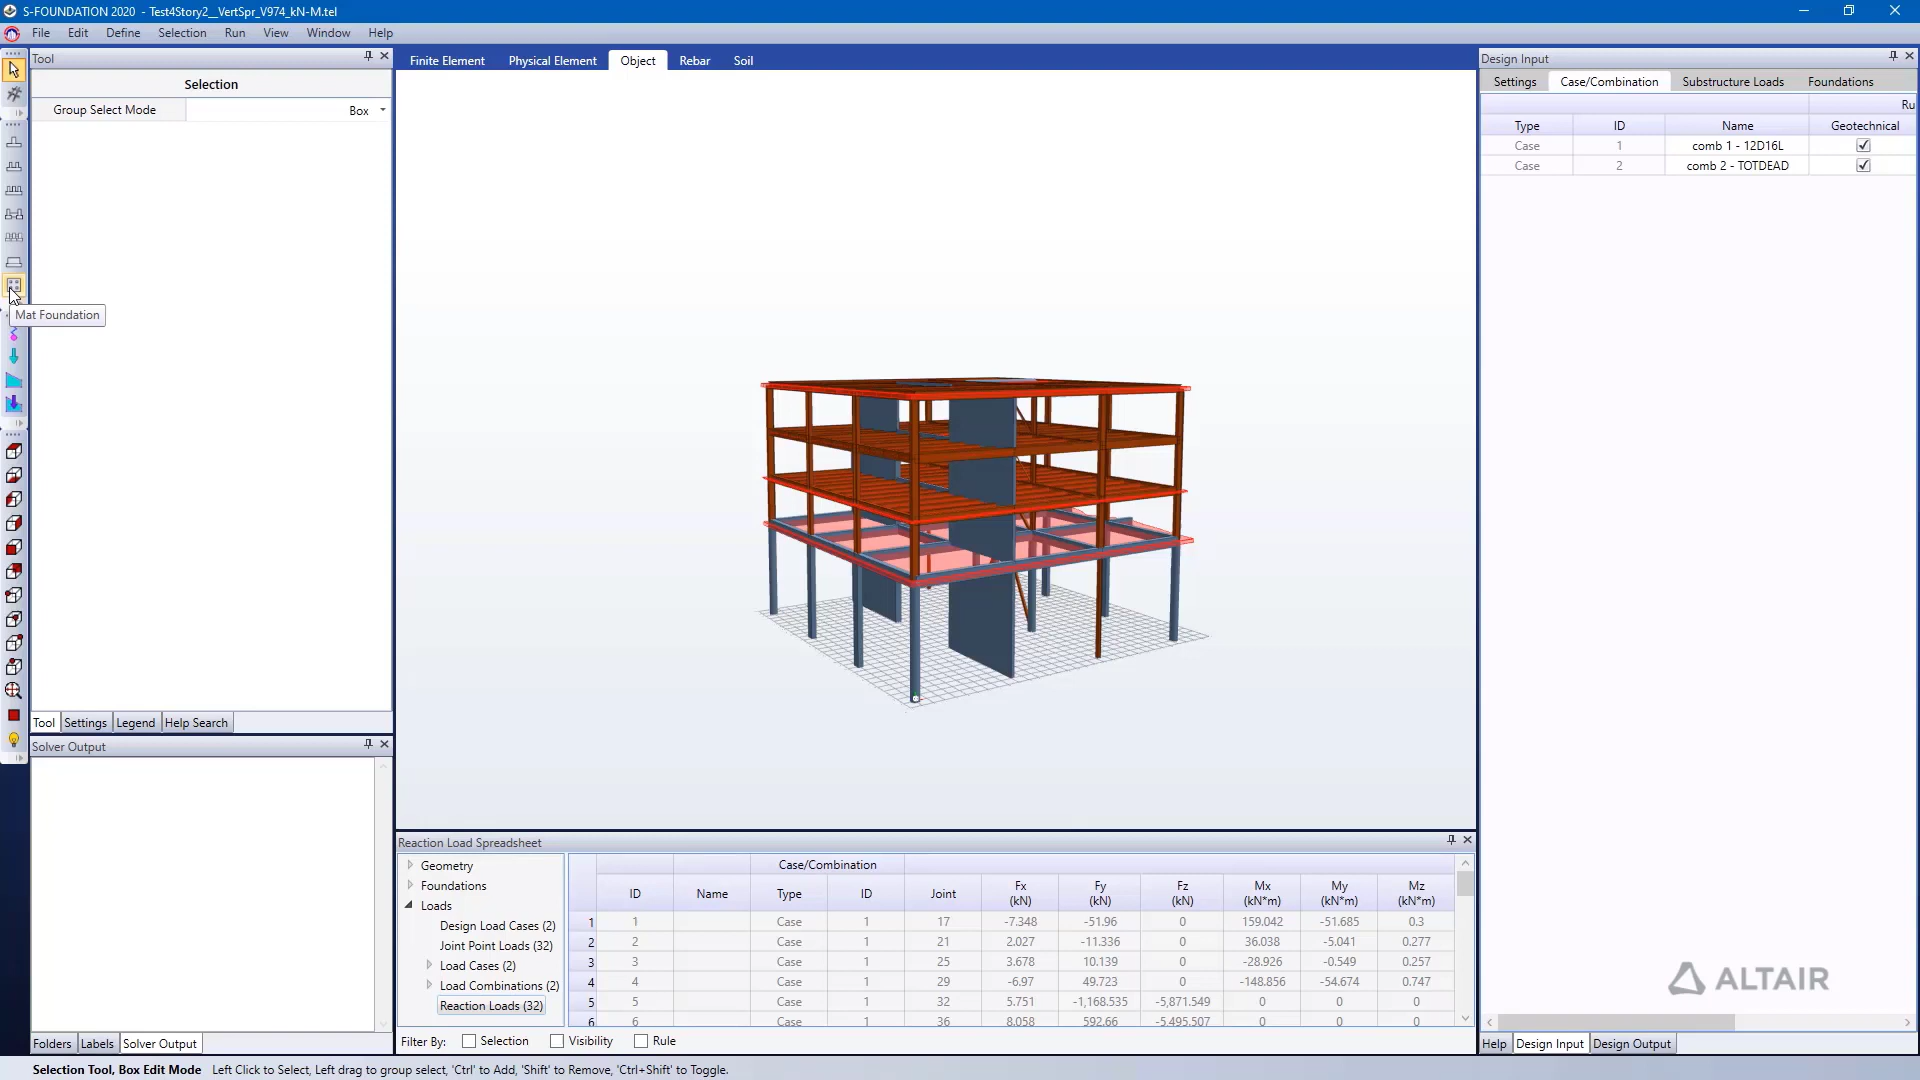 S-FOUNDATION 2020 - Test4Story2__VertSpr_V974_kN-M.tel
File Edit Define Selection Run View Window Help
Tool
Selection
Group Select Mode Box
Mat Foundation
Tool Settings Legend Help Search
Solver Output
Folders Labels Solver Output
Finite Element Physical Element Object Rebar Soil
Reaction Load Spreadsheet
Geometry
Foundations
Loads
Design Load Cases (2)
Joint Point Loads (32)
Load Cases (2)
Load Combinations (2)
Reaction Loads (32)
Case/Combination
ID Name Type ID Joint Fx (kN) Fy (kN) Fz (kN) Mx (kN*m) My (kN*m) Mz (kN*m)
1 1 Case 1 17 -7.348 -51.96 0 159.042 -51.685 0.3
2 2 Case 1 21 2.027 -11.336 0 36.038 -5.041 0.277
3 3 Case 1 25 3.678 10.139 0 -28.926 -0.549 0.257
4 4 Case 1 29 -6.97 49.723 0 -148.856 -54.674 0.747
5 5 Case 1 32 5.751 -1,168.535 -5,871.549 0 0 0
6 6 Case 1 36 8.058 592.66 -5,495.507 0 0 0
Filter By: Selection Visibility Rule
Design Input
Settings Case/Combination Substructure Loads Foundations
Ru
Type ID Name Geotechnical
Case 1 comb 1 - 12D16L
Case 2 comb 2 - TOTDEAD
ALTAIR
Help Design Input Design Output
Selection Tool, Box Edit Mode Left Click to Select, Left drag to group select, 'Ctrl' to Add, 'Shift' to Remove, 'Ctrl+Shift' to Toggle.